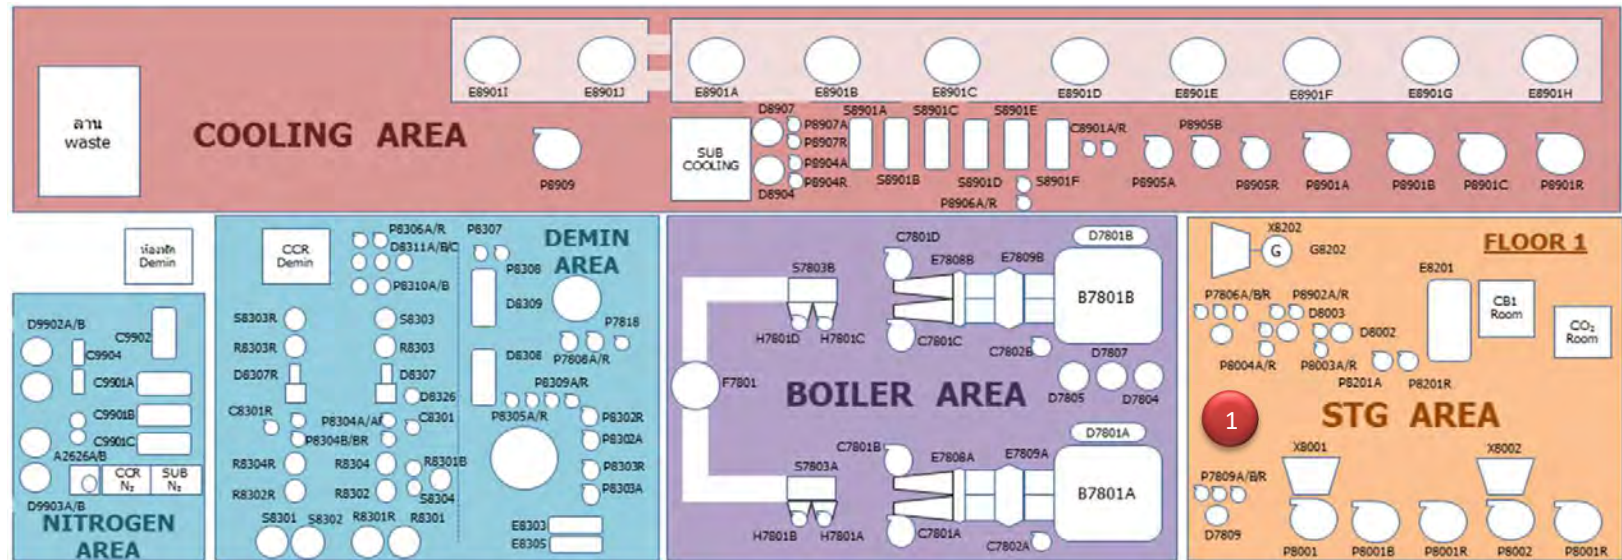 E8901I
E8901J
E8901A
E8901B
E8901C
E8901D
E8901E
E8901F
E8901G
E8901H
ลาน
waste
COOLING AREA
P8909
SUB
COOLING
D8907
P8907A
P8907R
P8904A
P8904R
D8904
S8901A
S8901C
S8901E
S8901B
S8901D
S8901F
P8906A/R
C8901A/R
P8905B
P8905A
P8905R
P8901A
P8901B
P8901C
P8901R
ห้องพัก
Demin
D9902A/B
C9902
C9904
C9901A
C9901B
C9901C
A2626A/B
CCR
N₂
SUB
N₂
D9903A/B
NITROGEN
AREA
CCR
Demin
P8306A/R
D8311A/B/C
P8310A/B
P8307
DEMIN
AREA
P8308
D8309
S8303R
S8303
R8303R
R8303
D8307R
D8307
D8326
C8301R
C8301
P8304B/BR
P7818
P7808A/R
D8308
P8309A/R
P8305A/R
P8302R
P8302A
P8303R
P8303A
R8304R
R8304
R8301B
R8302R
R8302
S8304
S8301
S8302
R8301R
R8301
E8303
E8305
C7801D
E7808B
E7809B
D7801B
S7803B
B7801B
H7801D
H7801C
C7801C
C7802B
D7807
F7801
BOILER AREA
D7805
D7804
C7801B
E7808A
E7809A
D7801A
S7803A
B7801A
H7801B
H7801A
C7801A
C7802A
X8202
G
G8202
FLOOR 1
E8201
P7806A/B/R
P8902A/R
D8003
D8002
CB1
Room
CO₂
Room
P8004A/R
P8003A/R
P8201A
P8201R
1
STG AREA
X8001
X8002
P7809A/B/R
D7809
P8001
P8001B
P8001R
P8002
P8001R